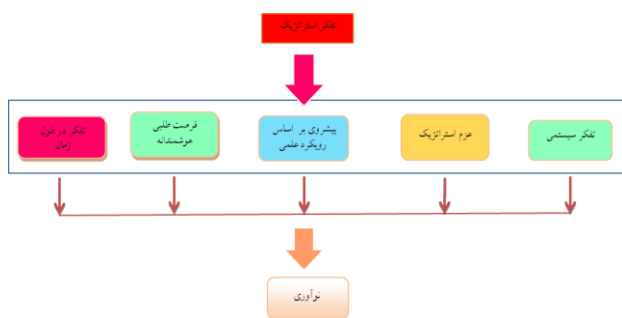 تفکر استراتژیک
تفکر سیستمی
عزم استراتژیک
پیشروی بر اساس
رویکرد علمی
فرصت طلبی
هوشمندانه
تفکر در طول
زمان
نوآوری